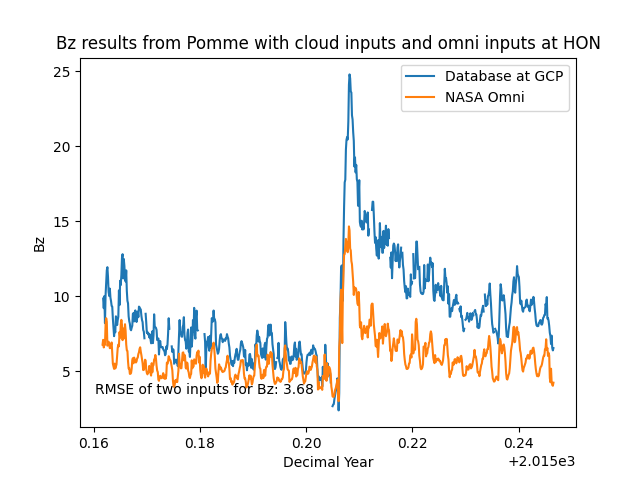 Bz results from Pomme with cloud inputs and omni inputs at HON
Database at GCP
NASA Omni
25
20
15
10
5
Bz
RMSE of two inputs for Bz: 3.68
0.16
0.18
0.20
0.22
0.24
+2.015e3
Decimal Year